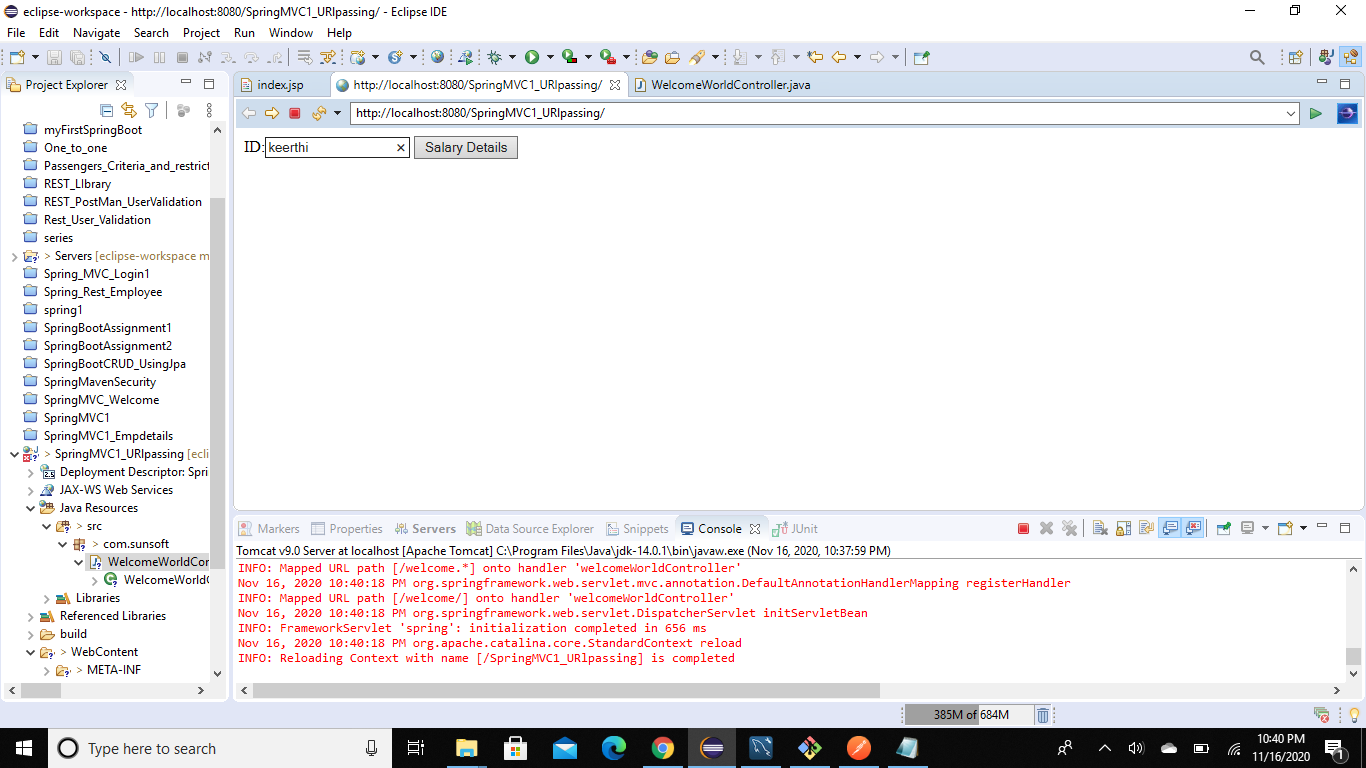 eclipse-workspace - http://localhost:8080/SpringMVC1_URIpassing/ - Eclipse IDE
File Edit Navigate Search Project Run Window Help
Project Explorer
index.jsp
http://localhost:8080/SpringMVC1_URIpassing/
WelcomeWorldController.java
http://localhost:8080/SpringMVC1_URIpassing/
ID:
keerthi
Salary Details
myFirstSpringBoot
One_to_one
Passengers_Criteria_and_restrict
REST_LIbrary
REST_PostMan_UserValidation
Rest_User_Validation
series
> Servers [eclipse-workspace m
Spring_MVC_Login1
Spring_Rest_Employee
spring1
SpringBootAssignment1
SpringBootAssignment2
SpringBootCRUD_UsingJpa
SpringMavenSecurity
SpringMVC_Welcome
SpringMVC1
SpringMVC1_Empdetails
> SpringMVC1_URIpassing [ecli
Deployment Descriptor: Spri
JAX-WS Web Services
Java Resources
> src
> com.sunsoft
WelcomeWorldCor
WelcomeWorldC
Libraries
Referenced Libraries
build
> WebContent
> META-INF
Markers Properties Servers Data Source Explorer Snippets Console JUnit
Tomcat v9.0 Server at localhost [Apache Tomcat] C:\Program Files\Java\jdk-14.0.1\bin\javaw.exe (Nov 16, 2020, 10:37:59 PM)
INFO: Mapped URL path [/welcome.*] onto handler 'welcomeWorldController'
Nov 16, 2020 10:40:18 PM org.springframework.web.servlet.mvc.annotation.DefaultAnnotationHandlerMapping registerHandler
INFO: Mapped URL path [/welcome/] onto handler 'welcomeWorldController'
Nov 16, 2020 10:40:18 PM org.springframework.web.servlet.DispatcherServlet initServletBean
INFO: FrameworkServlet 'spring': initialization completed in 656 ms
Nov 16, 2020 10:40:18 PM org.apache.catalina.core.StandardContext reload
INFO: Reloading Context with name [/SpringMVC1_URIpassing] is completed
385M of 684M
Type here to search
10:40 PM
11/16/2020
1